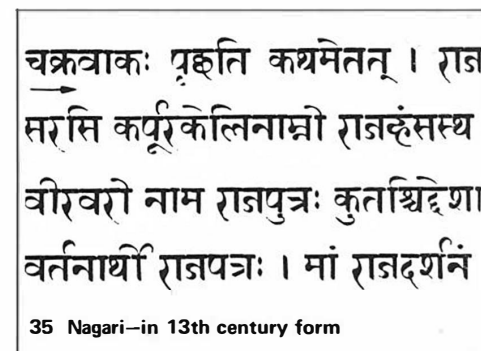 चक्रवाकः पृच्छति कथमेतत् । राज
सरसि कर्पूरकेलिनाम्नो राजहंसस्थ
वीरवरो नाम राजपुत्रः कुतश्चिद्देशा
वर्तनार्थी राजपत्रः । मां राजदर्शनं
35 Nagari—in 13th century form